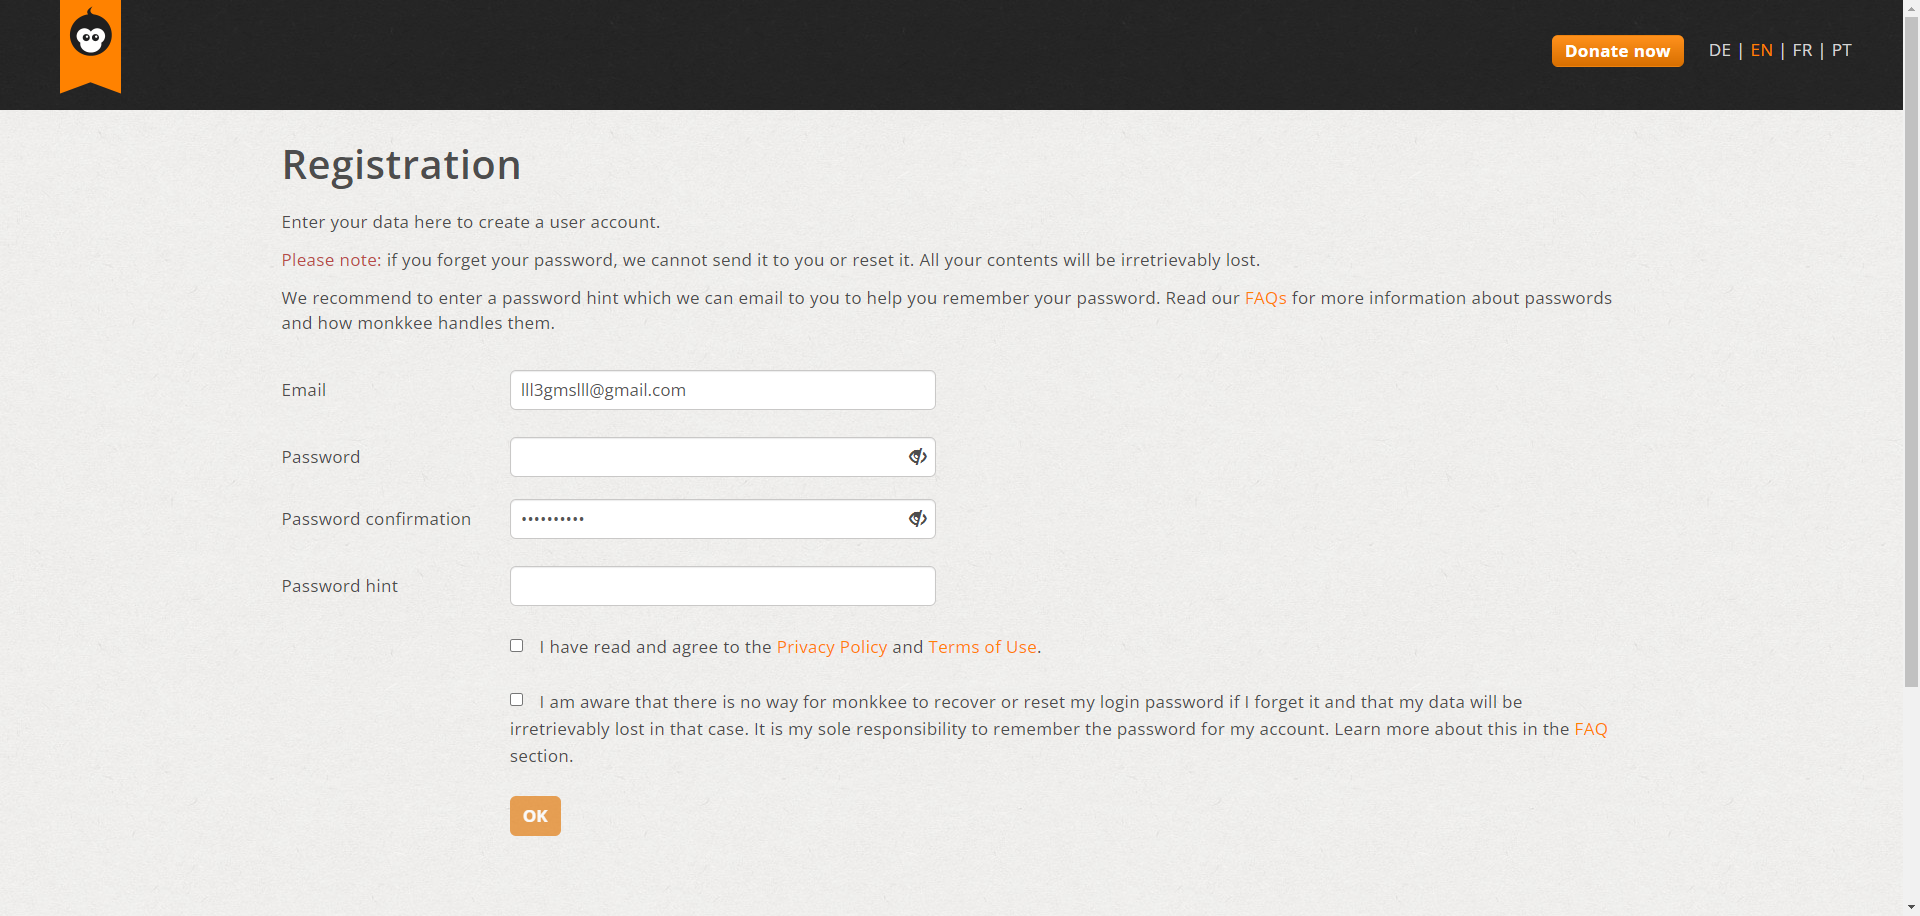 Donate now DE | EN | FR | PT
Registration
Enter your data here to create a user account.
Please note: if you forget your password, we cannot send it to you or reset it. All your contents will be irretrievably lost.
We recommend to enter a password hint which we can email to you to help you remember your password. Read our FAQs for more information about passwords
and how monkkee handles them.
Email lll3gmslll@gmail.com
Password
Password confirmation ••••••••••
Password hint
I have read and agree to the Privacy Policy and Terms of Use.
I am aware that there is no way for monkkee to recover or reset my login password if I forget it and that my data will be
irretrievably lost in that case. It is my sole responsibility to remember the password for my account. Learn more about this in the FAQ
section.
OK